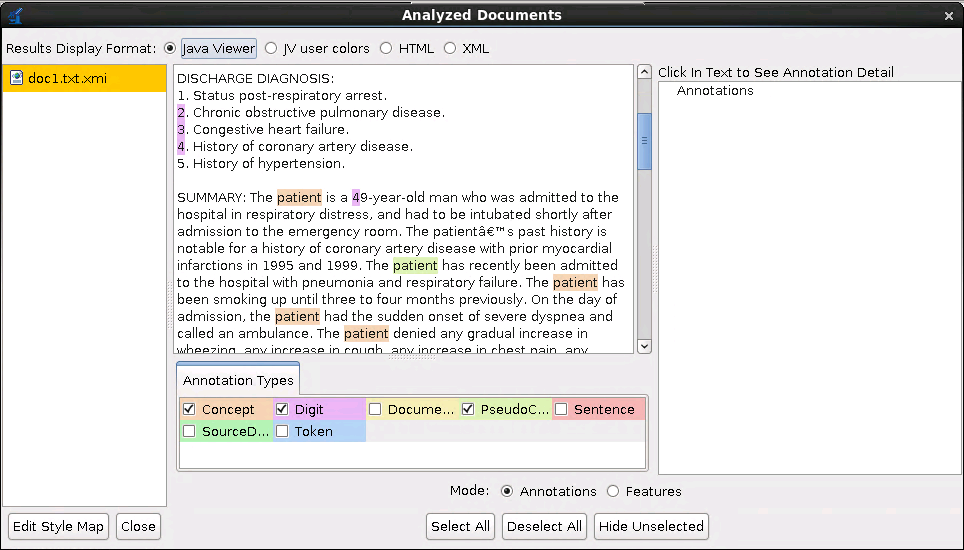 Analyzed Documents
Results Display Format: Java Viewer JV user colors HTML XML
doc1.txt.xmi
DISCHARGE DIAGNOSIS:
1. Status post-respiratory arrest.
2. Chronic obstructive pulmonary disease.
3. Congestive heart failure.
4. History of coronary artery disease.
5. History of hypertension.
SUMMARY: The patient is a 49-year-old man who was admitted to the
hospital in respiratory distress, and had to be intubated shortly after
admission to the emergency room. The patientâ€™s past history is
notable for a history of coronary artery disease with prior myocardial
infarctions in 1995 and 1999. The patient has recently been admitted
to the hospital with pneumonia and respiratory failure. The patient has
been smoking up until three to four months previously. On the day of
admission, the patient had the sudden onset of severe dyspnea and
called an ambulance. The patient denied any gradual increase in
wheezing, any increase in cough, any increase in chest pain, any
Click In Text to See Annotation Detail
Annotations
Annotation Types
Concept Digit Docume... PseudoC... Sentence
SourceD... Token
Mode: Annotations Features
Edit Style Map Close Select All Deselect All Hide Unselected